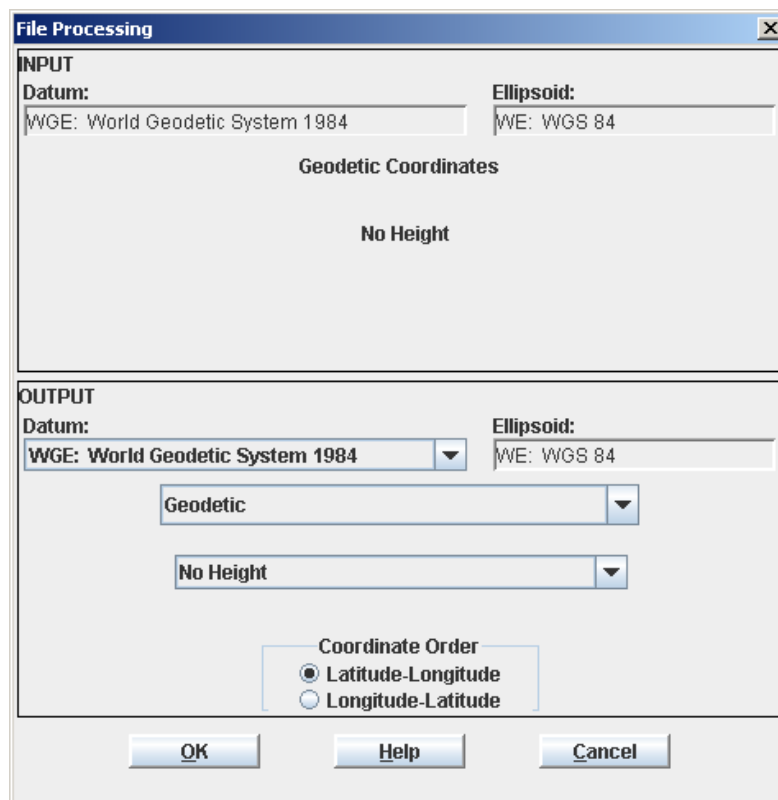 File Processing
INPUT
Datum: Ellipsoid:
WGE: World Geodetic System 1984 WE: WGS 84
Geodetic Coordinates
No Height
OUTPUT
Datum: Ellipsoid:
WGE: World Geodetic System 1984 WE: WGS 84
Geodetic
No Height
Coordinate Order
Latitude-Longitude
Longitude-Latitude
OK Help Cancel